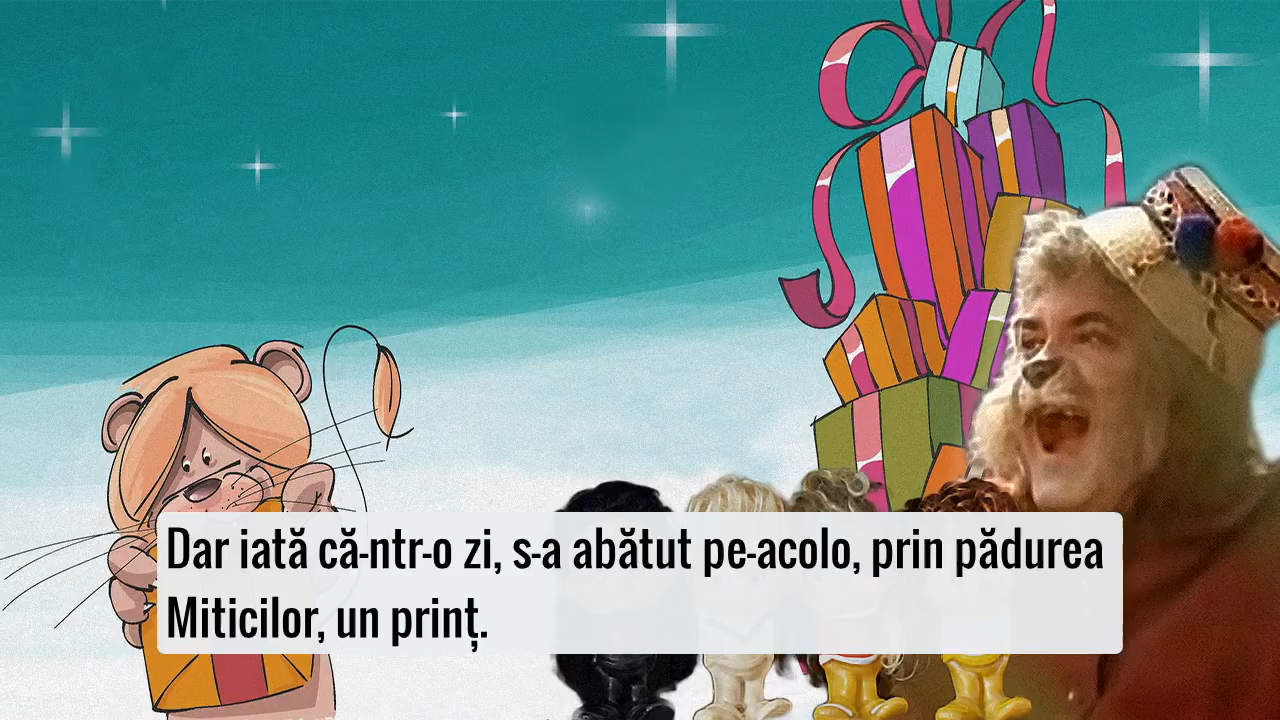 Dar iată că-ntr-o zi, s-a abătut pe-acolo, prin pădurea
Miticilor, un prinț.